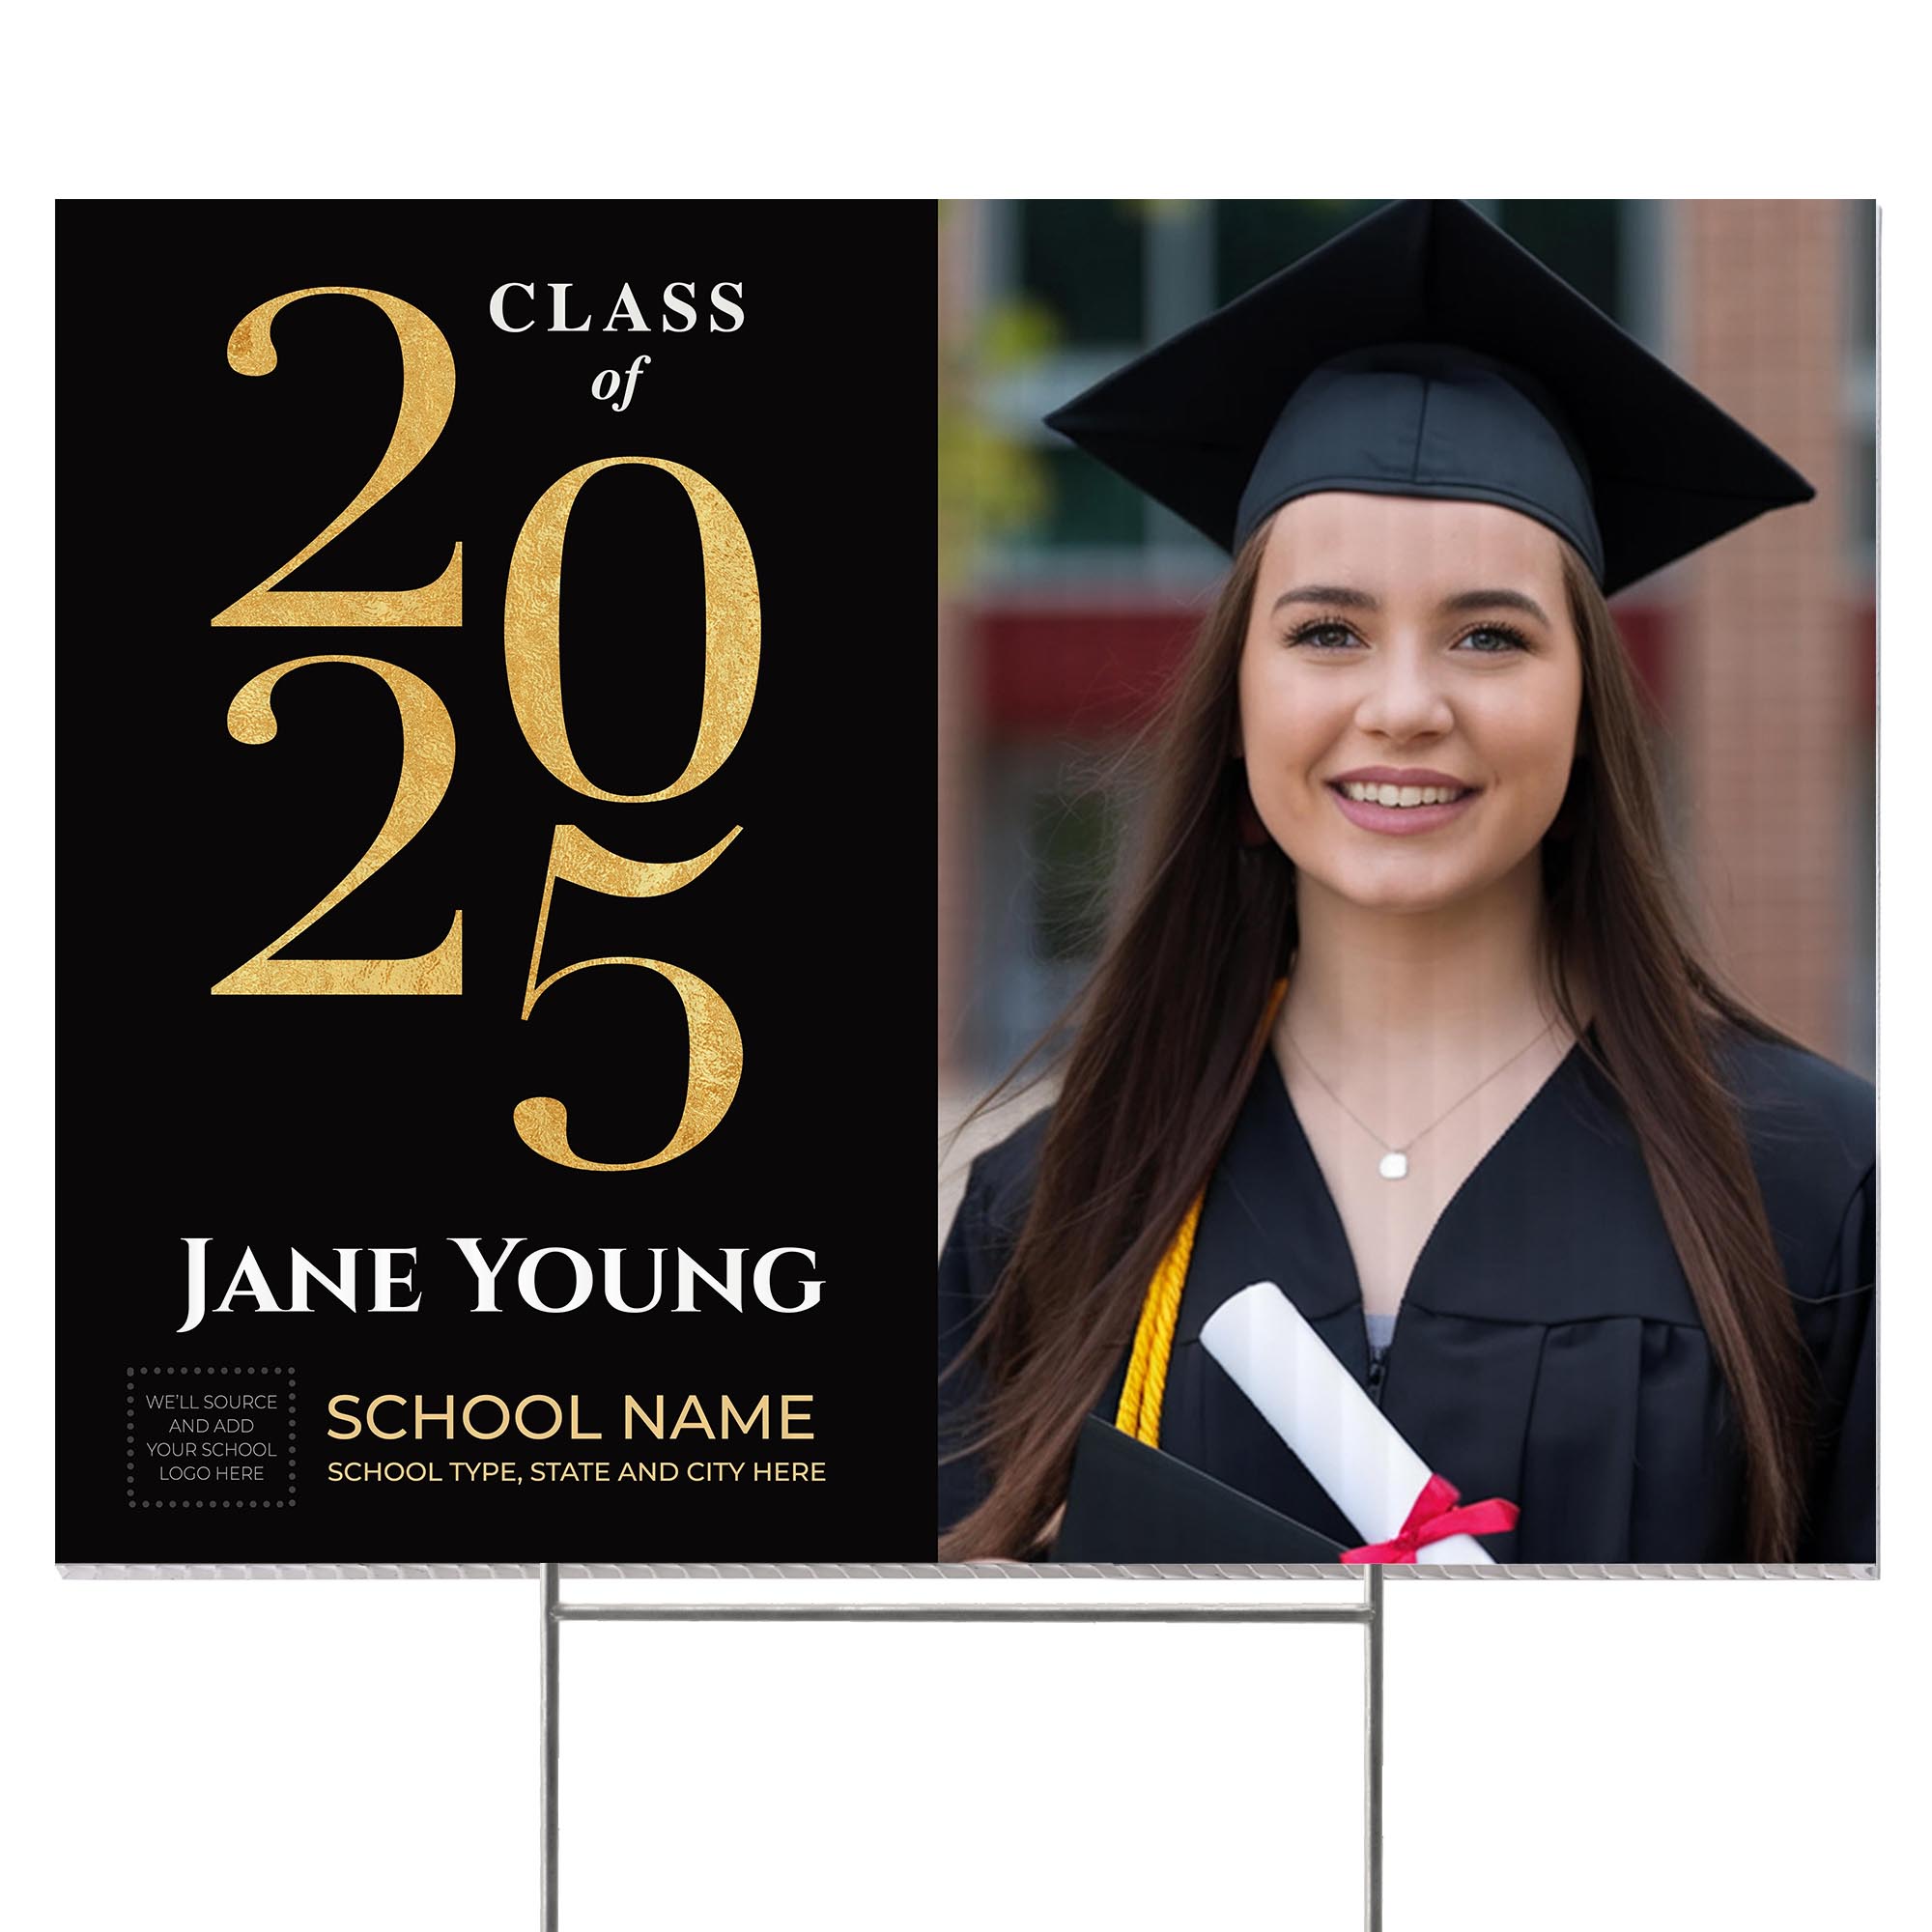 CLASS
of
20
25
JANE YOUNG
WE'LL SOURCE
AND ADD
YOUR SCHOOL
LOGO HERE
SCHOOL NAME
SCHOOL TYPE, STATE AND CITY HERE